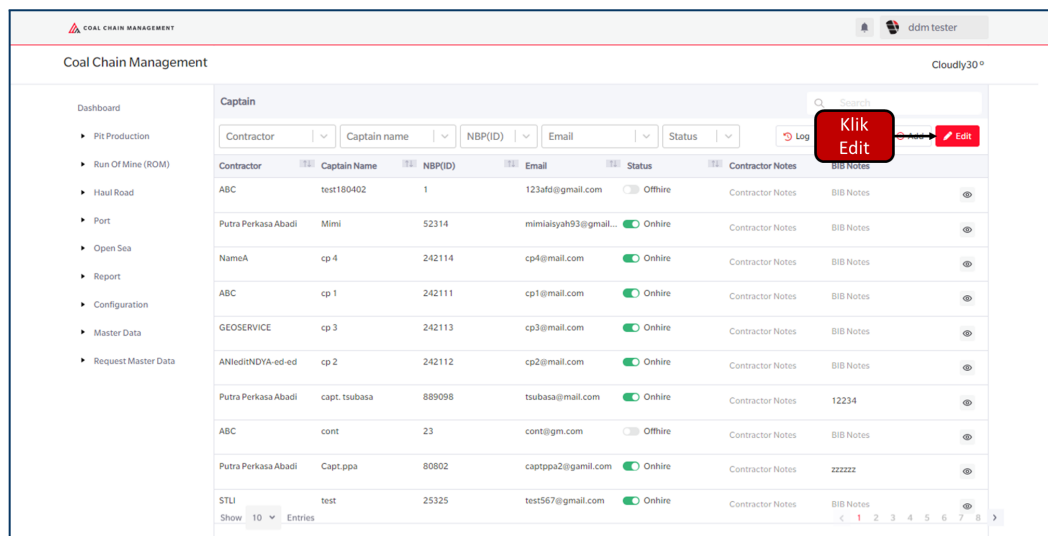 COAL CHAIN MANAGEMENT
ddm tester
Coal Chain Management
Cloudly30°
Dashboard
Pit Production
Run Of Mine (ROM)
Haul Road
Port
Open Sea
Report
Configuration
Master Data
Request Master Data
Captain
Search
Contractor Captain name NBP(ID) Email Status Log Add Edit
Klik
Edit
Contractor Captain Name NBP(ID) Email Status Contractor Notes BIB Notes
ABC test180402 1 123afd@gmail.com Offhire Contractor Notes BIB Notes
Putra Perkasa Abadi Mimi 52314 mimiaisyah93@gmail... Onhire Contractor Notes BIB Notes
NameA cp 4 242114 cp4@mail.com Onhire Contractor Notes BIB Notes
ABC cp 1 242111 cp1@mail.com Onhire Contractor Notes BIB Notes
GEOSERVICE cp 3 242113 cp3@mail.com Onhire Contractor Notes BIB Notes
ANIeditNDYA-ed-ed cp 2 242112 cp2@mail.com Onhire Contractor Notes BIB Notes
Putra Perkasa Abadi capt. tsubasa 889098 tsubasa@mail.com Onhire Contractor Notes 12234
ABC cont 23 cont@gm.com Offhire Contractor Notes BIB Notes
Putra Perkasa Abadi Capt.ppa 80802 captppa2@gamil.com Onhire Contractor Notes zzzzzz
STLI test 25325 test567@gmail.com Onhire Contractor Notes BIB Notes
Show 10 Entries
< 1 2 3 4 5 6 7 8 >